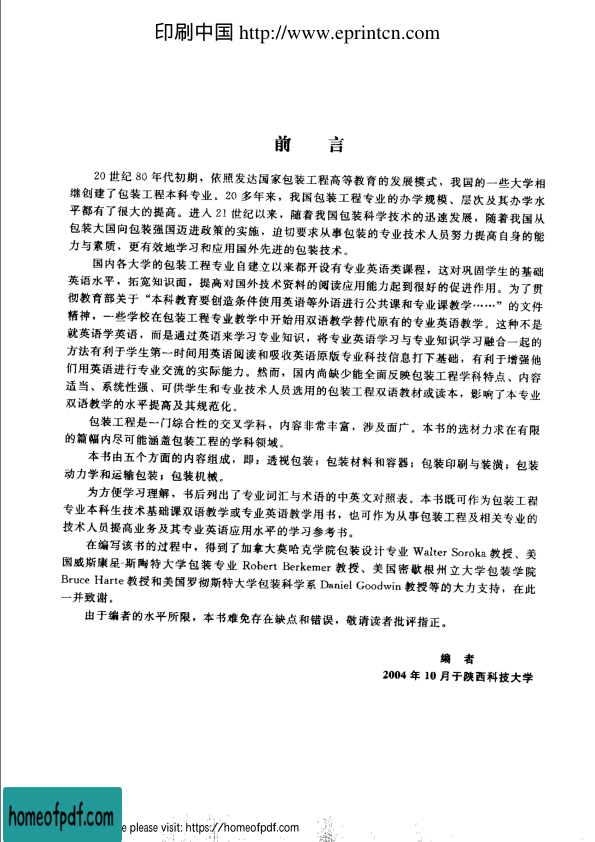 印刷中国 http://www.eprintcn.com
前 言
20世纪80年代初期，依照发达国家包装工程高等教育的发展模式，我国的一些大学相
继创建了包装工程本科专业。20多年来，我国包装工程专业的办学规模、层次及其办学水
平都有了很大的提高。进入21世纪以来，随着我国包装科学技术的迅速发展，随着我国从
包装大国向包装强国迈进政策的实施，迫切要求从事包装的专业技术人员努力提高自身的能
力与素质，更有效地学习和应用国外先进的包装技术。
国内各大学的包装工程专业自建立以来都开设有专业英语类课程，这对巩固学生的基础
英语水平，拓宽知识面，提高对国外技术资料的阅读应用能力起到很好的促进作用。为了贯
彻教育部关于“本科教育要创造条件使用英语等外语进行公共课和专业课教学……”的文件
精神，一些学校在包装工程专业教学中开始用双语教学替代原有的专业英语教学。这种不是
就英语学英语，而是通过英语来学习专业知识，将专业英语学习与专业知识学习融合一起的
方法有利于学生第一时间用英语阅读和吸收英语原版专业科技信息打下基础，有利于增强他
们用英语进行专业交流的实际能力。然而，国内尚缺少能全面反映包装工程学科特点、内容
适当、系统性强、可供学生和专业技术人员选用的包装工程双语教材或读本，影响了本专业
双语教学的水平提高及其规范化。
包装工程是一门综合性的交叉学科，内容非常丰富，涉及面广。本书的选材力求在有限
的篇幅内尽可能涵盖包装工程的学科领域。
本书由五个方面的内容组成，即：透视包装；包装材料和容器；包装印刷与装潢；包装
动力学和运输包装；包装机械。
为方便学习理解，书后列出了专业词汇与术语的中英文对照表。本书既可作为包装工程
专业本科生技术基础课双语教学或专业英语教学用书，也可作为从事包装工程及相关专业的
技术人员提高业务及其专业英语应用水平的学习参考书。
在编写该书的过程中，得到了加拿大莫哈克学院包装设计专业 Walter Soroka 教授、美
国威斯康星-斯陶特大学包装专业 Robert Berkemer 教授、美国密歇根州立大学包装学院
Bruce Harte 教授和美国罗彻斯特大学包装科学系 Daniel Goodwin 教授等的大力支持，在此
一并致谢。
由于编者的水平所限，本书难免存在缺点和错误，敬请读者批评指正。
编 者
2004年10月于陕西科技大学
homeofpdf.com
e please visit: https://homeofpdf.com